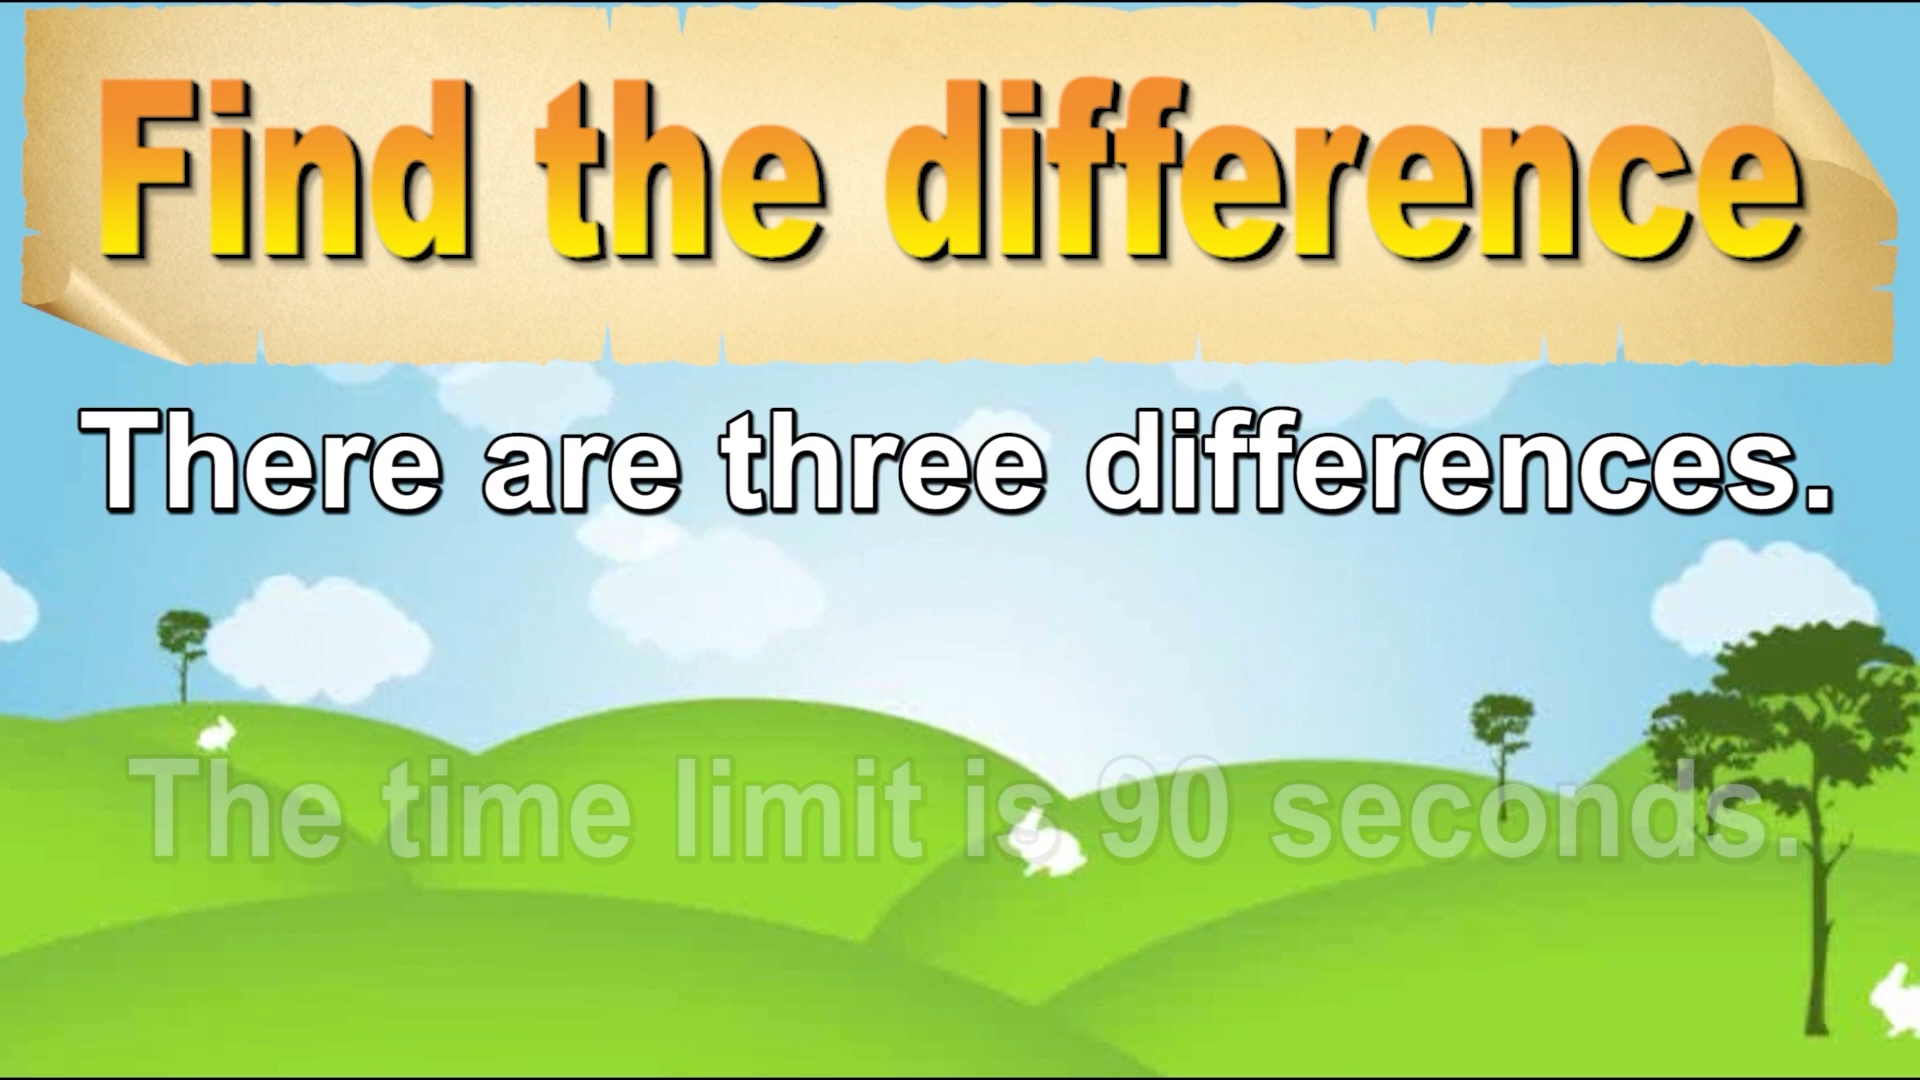 Find the difference
There are three differences.
The time limit is 90 seconds.